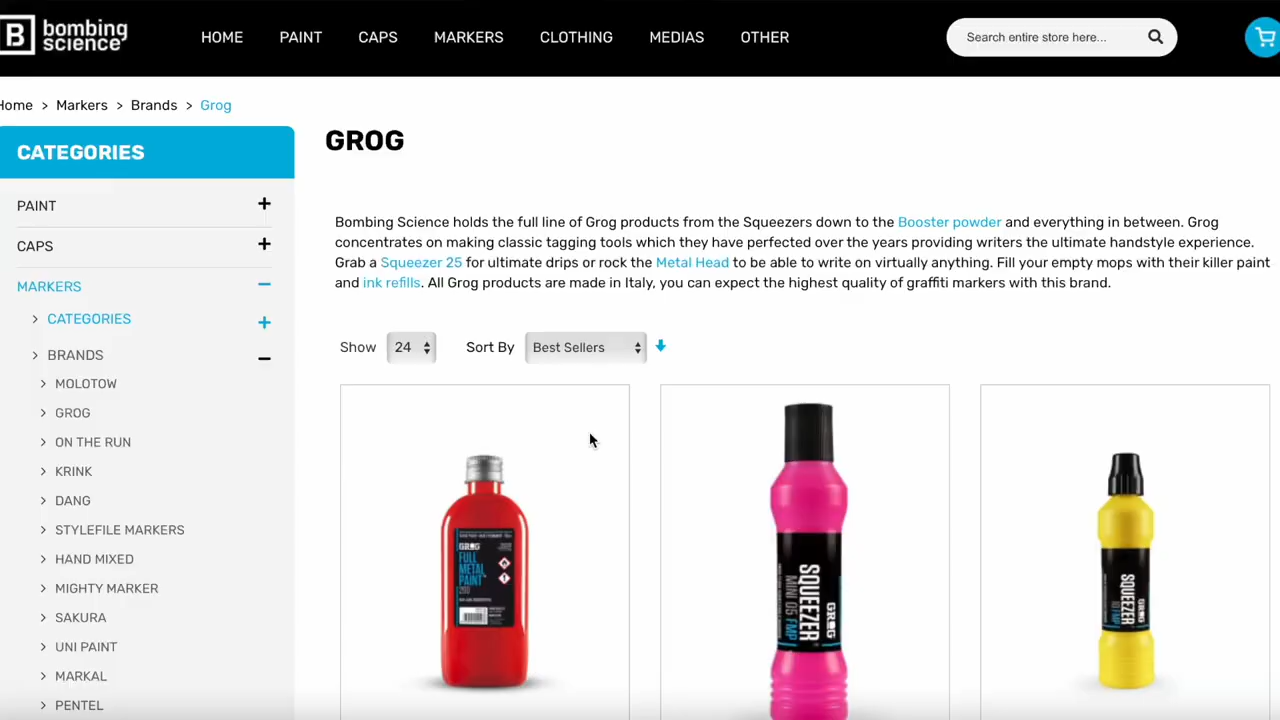 B bombing science
HOME PAINT CAPS MARKERS CLOTHING MEDIAS OTHER
Search entire store here...
Home > Markers > Brands > Grog
CATEGORIES
PAINT
CAPS
MARKERS
CATEGORIES
BRANDS
MOLOTOW
GROG
ON THE RUN
KRINK
DANG
STYLEFILE MARKERS
HAND MIXED
MIGHTY MARKER
SAKURA
UNI PAINT
MARKAL
PENTEL
GROG
Bombing Science holds the full line of Grog products from the Squeezers down to the Booster powder and everything in between. Grog
concentrates on making classic tagging tools which they have perfected over the years providing writers the ultimate handstyle experience.
Grab a Squeezer 25 for ultimate drips or rock the Metal Head to be able to write on virtually anything. Fill your empty mops with their killer paint
and ink refills. All Grog products are made in Italy, you can expect the highest quality of graffiti markers with this brand.
Show 24 Sort By Best Sellers
GROG
FULL
METAL
PAINT
GROG
SQUEEZER
MINI 05 FMP
GROG
SQUEEZER